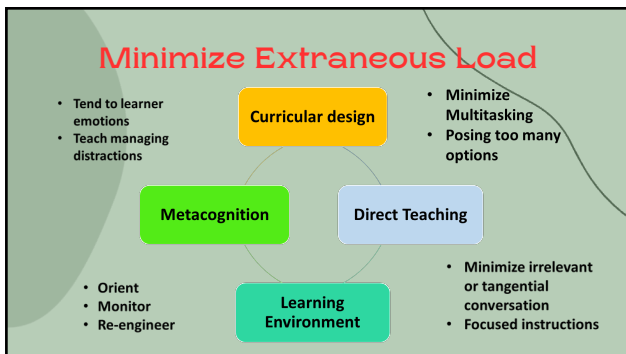 Minimize Extraneous Load
• Tend to learner
emotions
• Teach managing
distractions
Curricular design
• Minimize
Multitasking
• Posing too many
options
Metacognition
Direct Teaching
• Orient
• Monitor
• Re-engineer
Learning
Environment
• Minimize irrelevant
or tangential
conversation
• Focused instructions